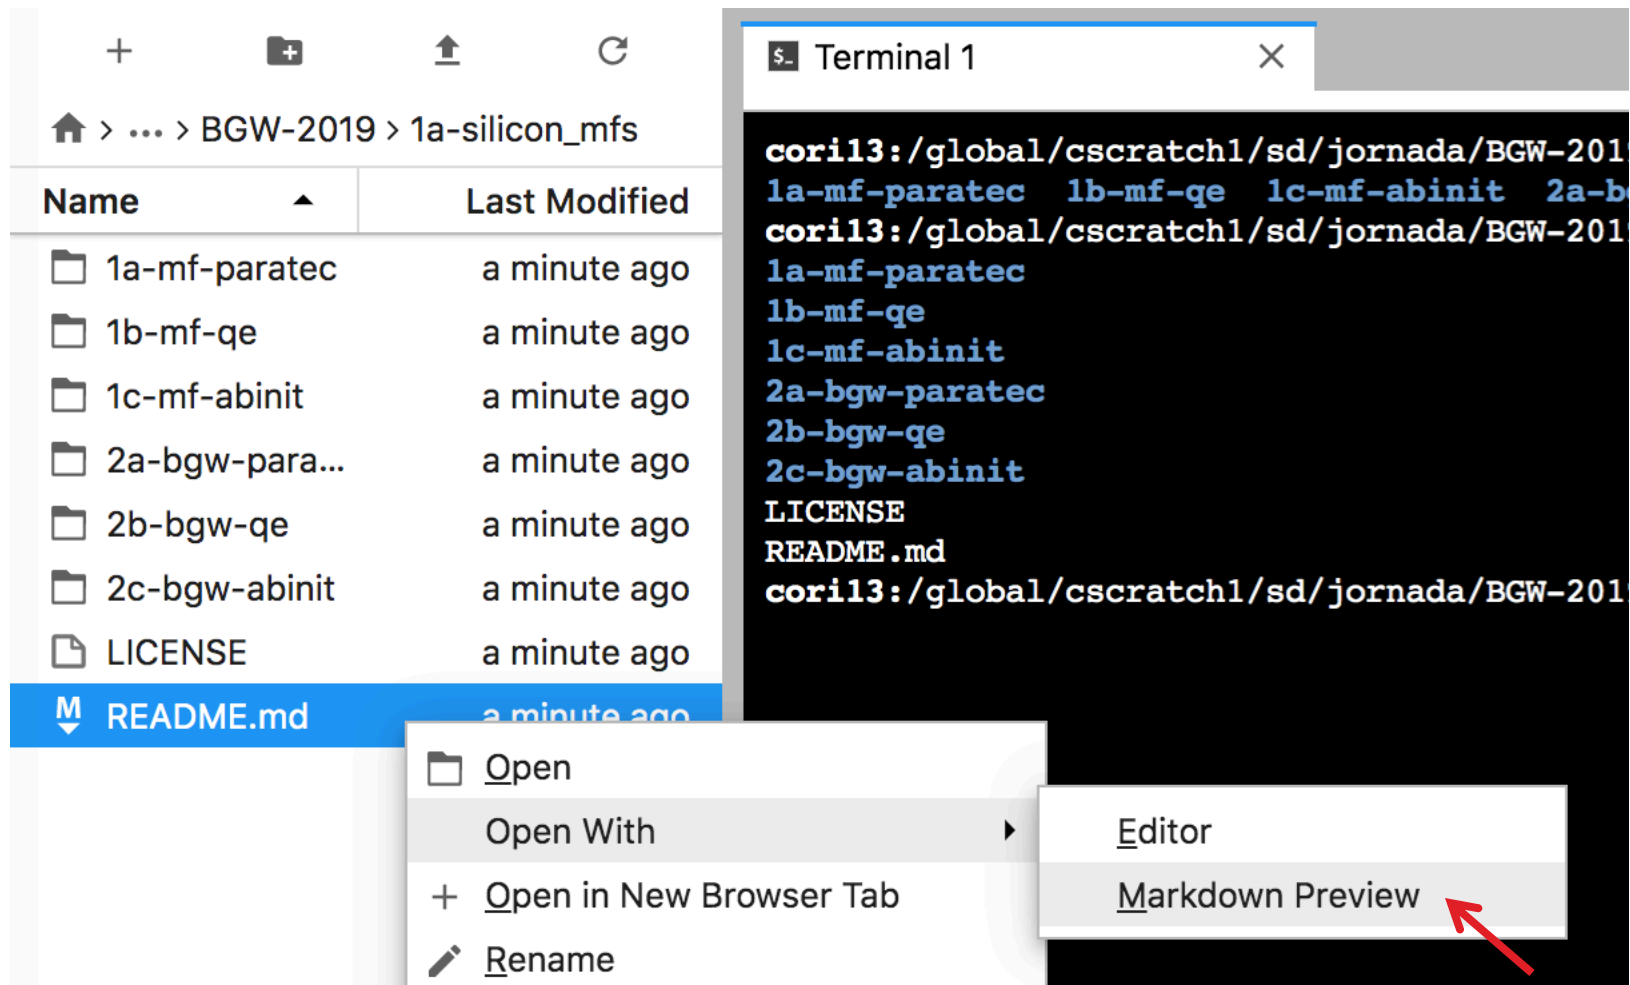 Terminal 1
... > BGW-2019 > 1a-silicon_mfs
Name Last Modified
1a-mf-paratec a minute ago
1b-mf-qe a minute ago
1c-mf-abinit a minute ago
2a-bgw-para... a minute ago
2b-bgw-qe a minute ago
2c-bgw-abinit a minute ago
LICENSE a minute ago
README.md a minute ago
Open
Open With
Open in New Browser Tab
Rename
Editor
Markdown Preview
$_
cori13:/global/cscratch1/sd/jornada/BGW-201
1a-mf-paratec 1b-mf-qe 1c-mf-abinit 2a-b
cori13:/global/cscratch1/sd/jornada/BGW-201
1a-mf-paratec
1b-mf-qe
1c-mf-abinit
2a-bgw-paratec
2b-bgw-qe
2c-bgw-abinit
LICENSE
README.md
cori13:/global/cscratch1/sd/jornada/BGW-201